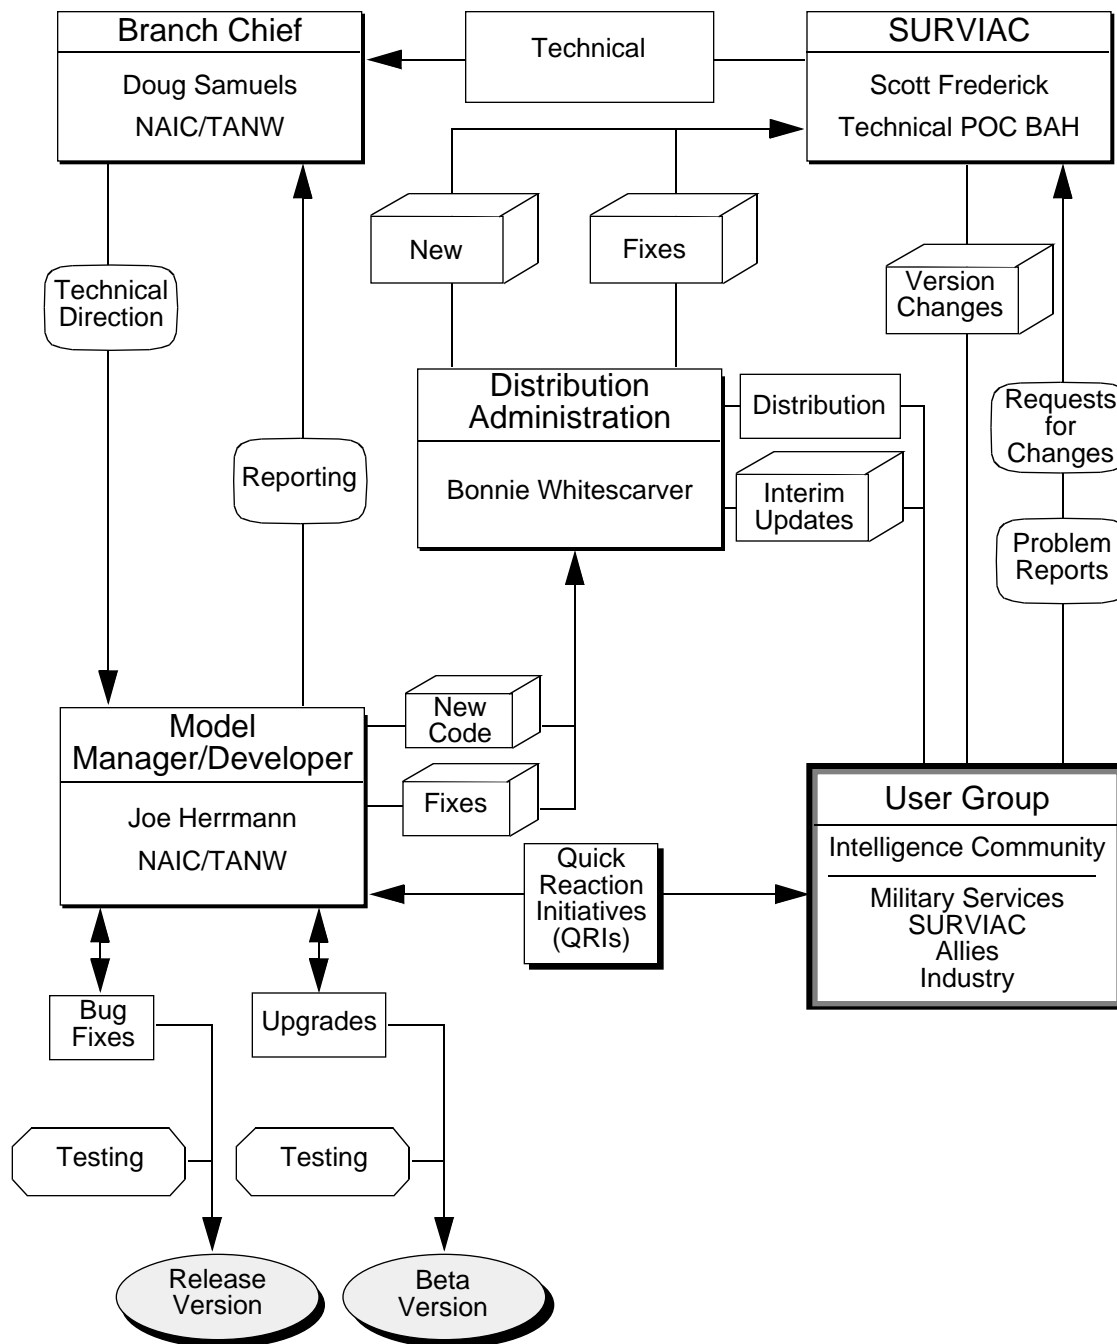 Branch Chief
Doug Samuels
NAIC/TANW
Technical
SURVIAC
Scott Frederick
Technical POC BAH
New
Fixes
Version
Changes
Technical
Direction
Distribution
Administration
Bonnie Whitescarver
Distribution
Interim
Updates
Requests
for
Changes
Problem
Reports
Reporting
Model
Manager/Developer
Joe Herrmann
NAIC/TANW
New
Code
Fixes
Quick
Reaction
Initiatives
(QRIs)
User Group
Intelligence Community
Military Services
SURVIAC
Allies
Industry
Bug
Fixes
Upgrades
Testing
Testing
Release
Version
Beta
Version